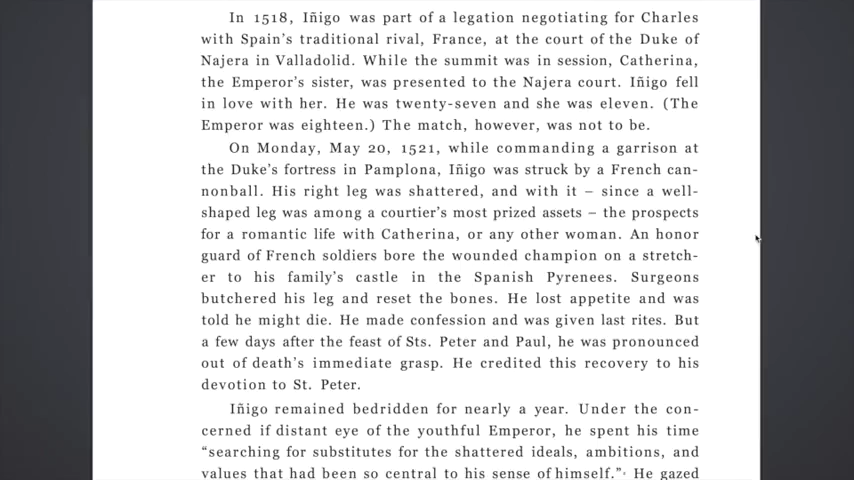 In 1518, Iñigo was part of a legation negotiating for Charles
with Spain's traditional rival, France, at the court of the Duke of
Najera in Valladolid. While the summit was in session, Catherina,
the Emperor's sister, was presented to the Najera court. Iñigo fell
in love with her. He was twenty-seven and she was eleven. (The
Emperor was eighteen.) The match, however, was not to be.
On Monday, May 20, 1521, while commanding a garrison at
the Duke's fortress in Pamplona, Iñigo was struck by a French can-
nonball. His right leg was shattered, and with it – since a well-
shaped leg was among a courtier's most prized assets – the prospects
for a romantic life with Catherina, or any other woman. An honor
guard of French soldiers bore the wounded champion on a stretch-
er to his family's castle in the Spanish Pyrenees. Surgeons
butchered his leg and reset the bones. He lost appetite and was
told he might die. He made confession and was given last rites. But
a few days after the feast of Sts. Peter and Paul, he was pronounced
out of death's immediate grasp. He credited this recovery to his
devotion to St. Peter.
Iñigo remained bedridden for nearly a year. Under the con-
cerned if distant eye of the youthful Emperor, he spent his time
“searching for substitutes for the shattered ideals, ambitions, and
values that had been so central to his sense of himself.” He gazed